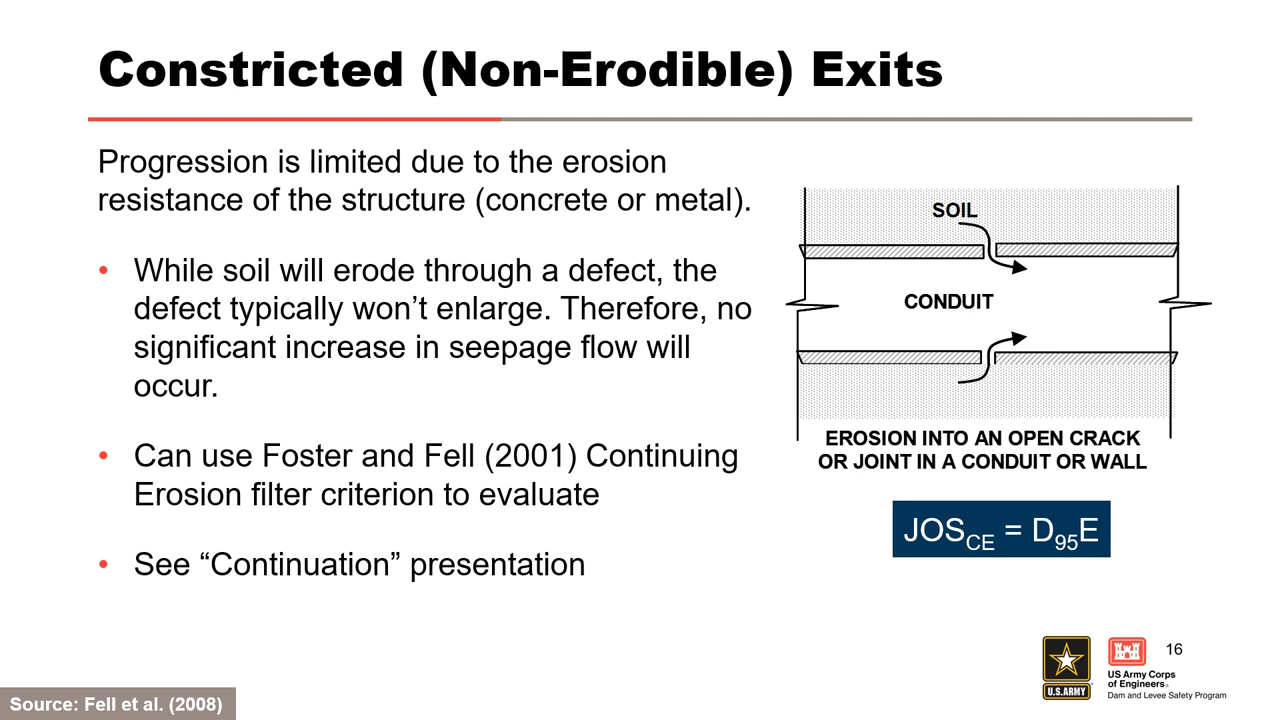 Constricted (Non-Erodible) Exits
Progression is limited due to the erosion
resistance of the structure (concrete or metal).
• While soil will erode through a defect, the
defect typically won’t enlarge. Therefore, no
significant increase in seepage flow will
occur.
• Can use Foster and Fell (2001) Continuing
Erosion filter criterion to evaluate
• See “Continuation” presentation
SOIL
CONDUIT
EROSION INTO AN OPEN CRACK
OR JOINT IN A CONDUIT OR WALL
JOSCE = D95E
U.S.ARMY
US Army Corps
of Engineers®
Dam and Levee Safety Program
16
Source: Fell et al. (2008)